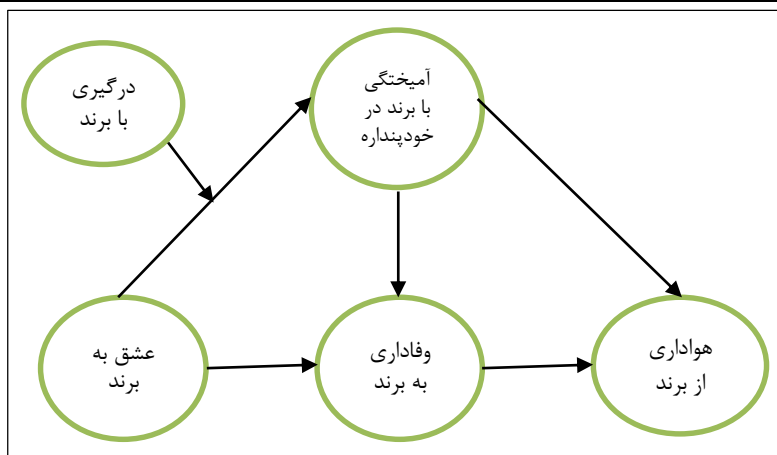 درگیری
با برند
آمیختگی
با برند در
خودپنداره
عشق به
برند
وفاداری
به برند
هواداری
از برند